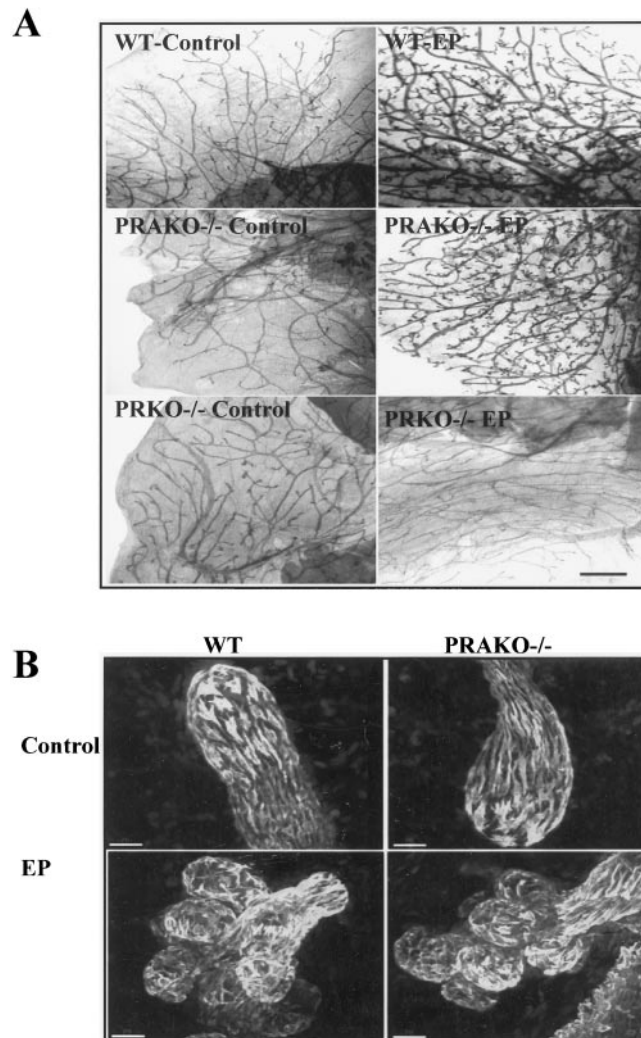 A
WT-Control WT-EP
PRAKO-/- Control PRAKO-/- EP
PRKO-/- Control PRKO-/- EP
B
WT PRAKO-/-
Control
EP